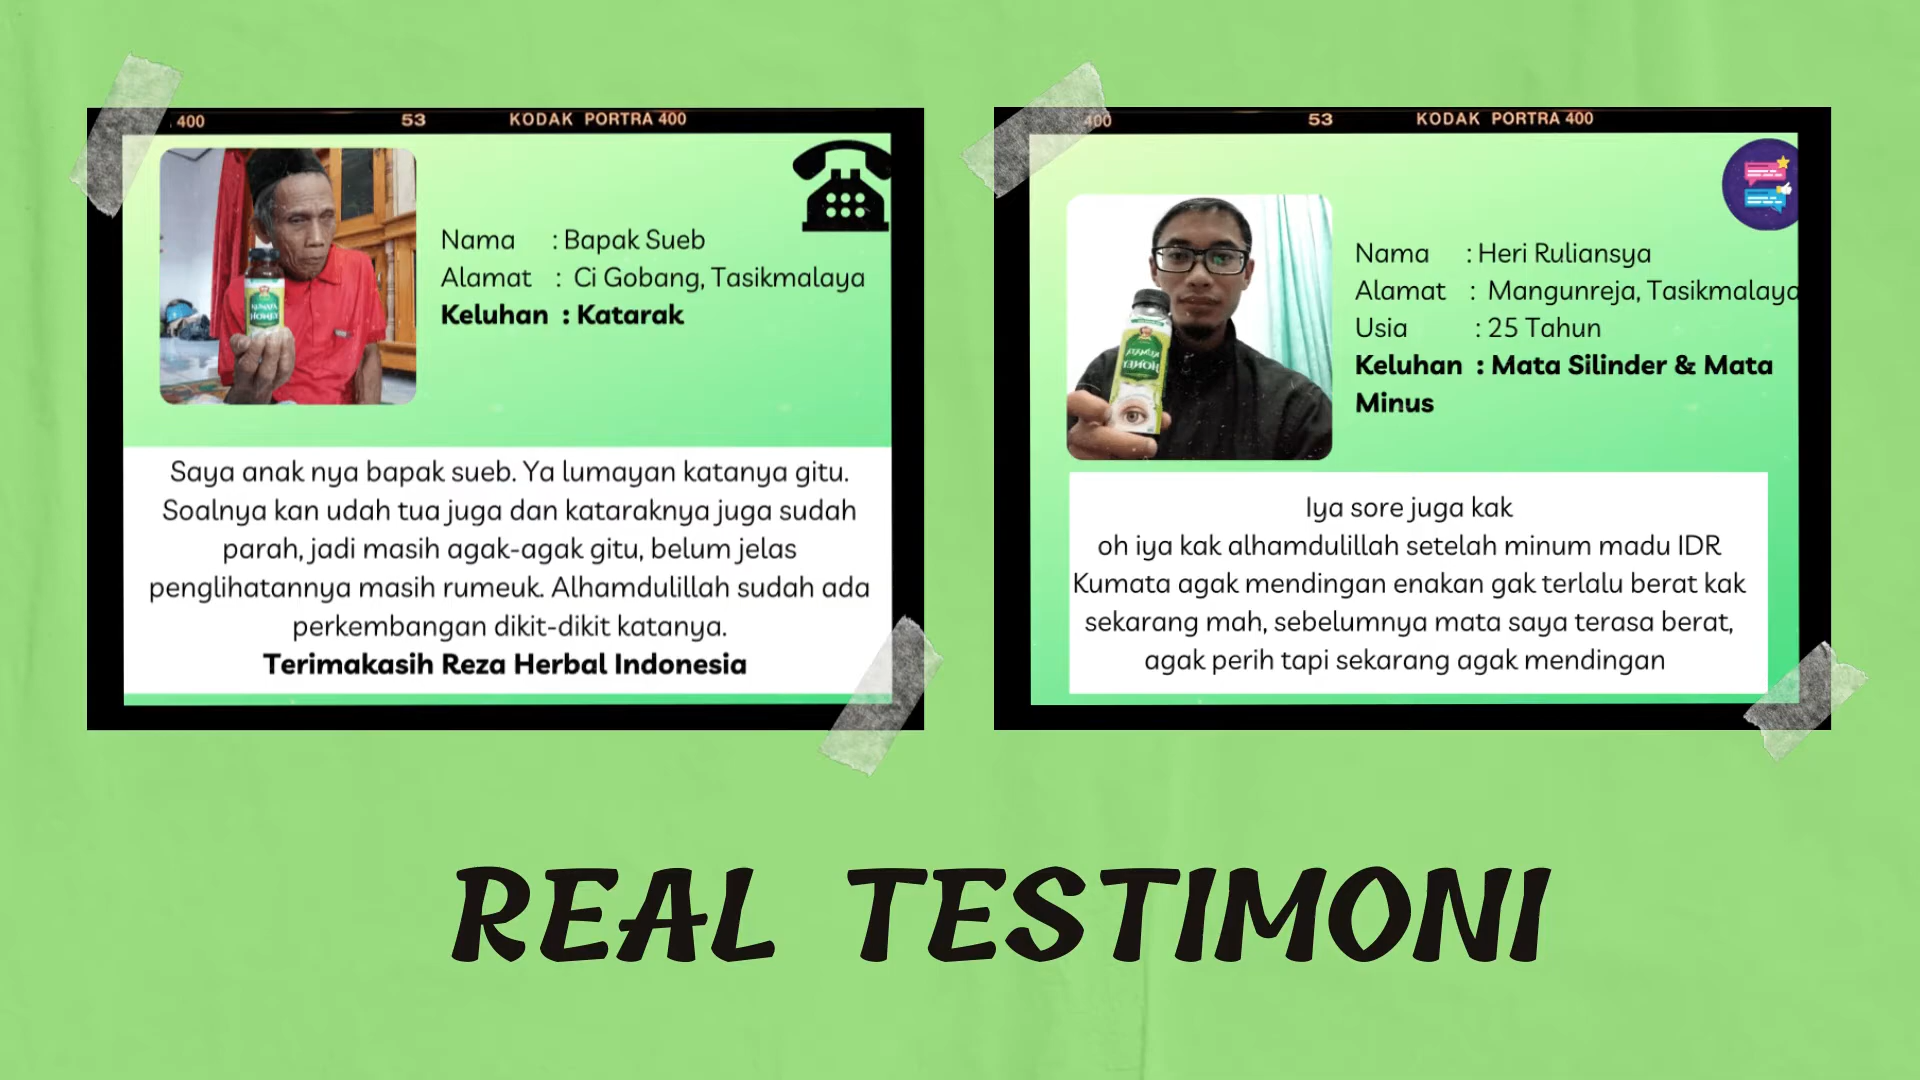 400 53 KODAK PORTRA 400
Nama : Bapak Sueb
Alamat : Ci Gobang, Tasikmalaya
Keluhan : Katarak
Saya anak nya bapak sueb. Ya lumayan katanya gitu.
Soalnya kan udah tua juga dan kataraknya juga sudah
parah, jadi masih agak-agak gitu, belum jelas
penglihatannya masih rumeuk. Alhamdulillah sudah ada
perkembangan dikit-dikit katanya.
Terimakasih Reza Herbal Indonesia
400 53 KODAK PORTRA 400
Nama : Heri Ruliansya
Alamat : Mangunreja, Tasikmalaya
Usia : 25 Tahun
Keluhan : Mata Silinder & Mata
Minus
KUMATA
HONEY
Iya sore juga kak
oh iya kak alhamdulillah setelah minum madu IDR
Kumata agak mendingan enakan gak terlalu berat kak
sekarang mah, sebelumnya mata saya terasa berat,
agak perih tapi sekarang agak mendingan
REAL TESTIMONI